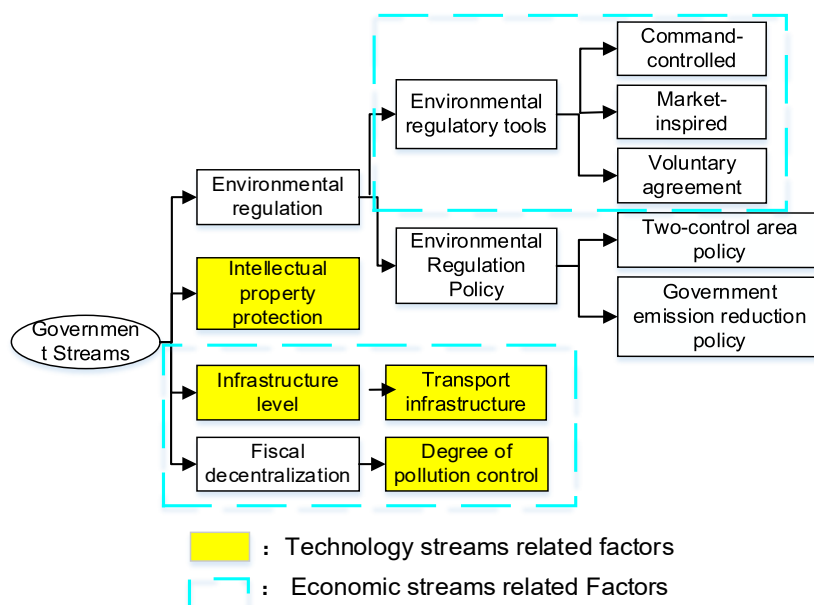 Command-
controlled
Environmental
regulatory tools
Market-
inspired
Voluntary
agreement
Environmental
regulation
Environmental
Regulation
Policy
Two-control area
policy
Government
emission reduction
policy
Intellectual
property
protection
Governmen
t Streams
Infrastructure
level
Transport
infrastructure
Fiscal
decentralization
Degree of
pollution control
： Technology streams related factors
： Economic streams related Factors